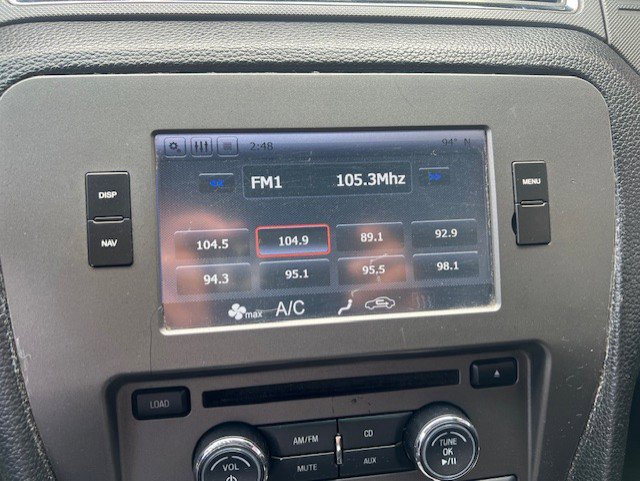 2:48 94° N
FM1 105.3Mhz
DISP
NAV
MENU
104.5 104.9 89.1 92.9
94.3 95.1 95.5 98.1
max A/C
LOAD
AM/FM CD
MUTE AUX
VOL
TUNE
OK